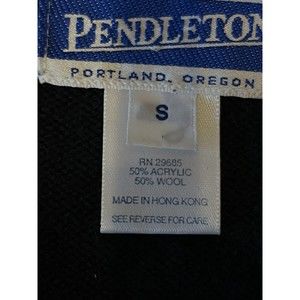 PENDLETON
PORTLAND, OREGON
S
RN 29685
50% ACRYLIC
50% WOOL
MADE IN HONG KONG
SEE REVERSE FOR CARE